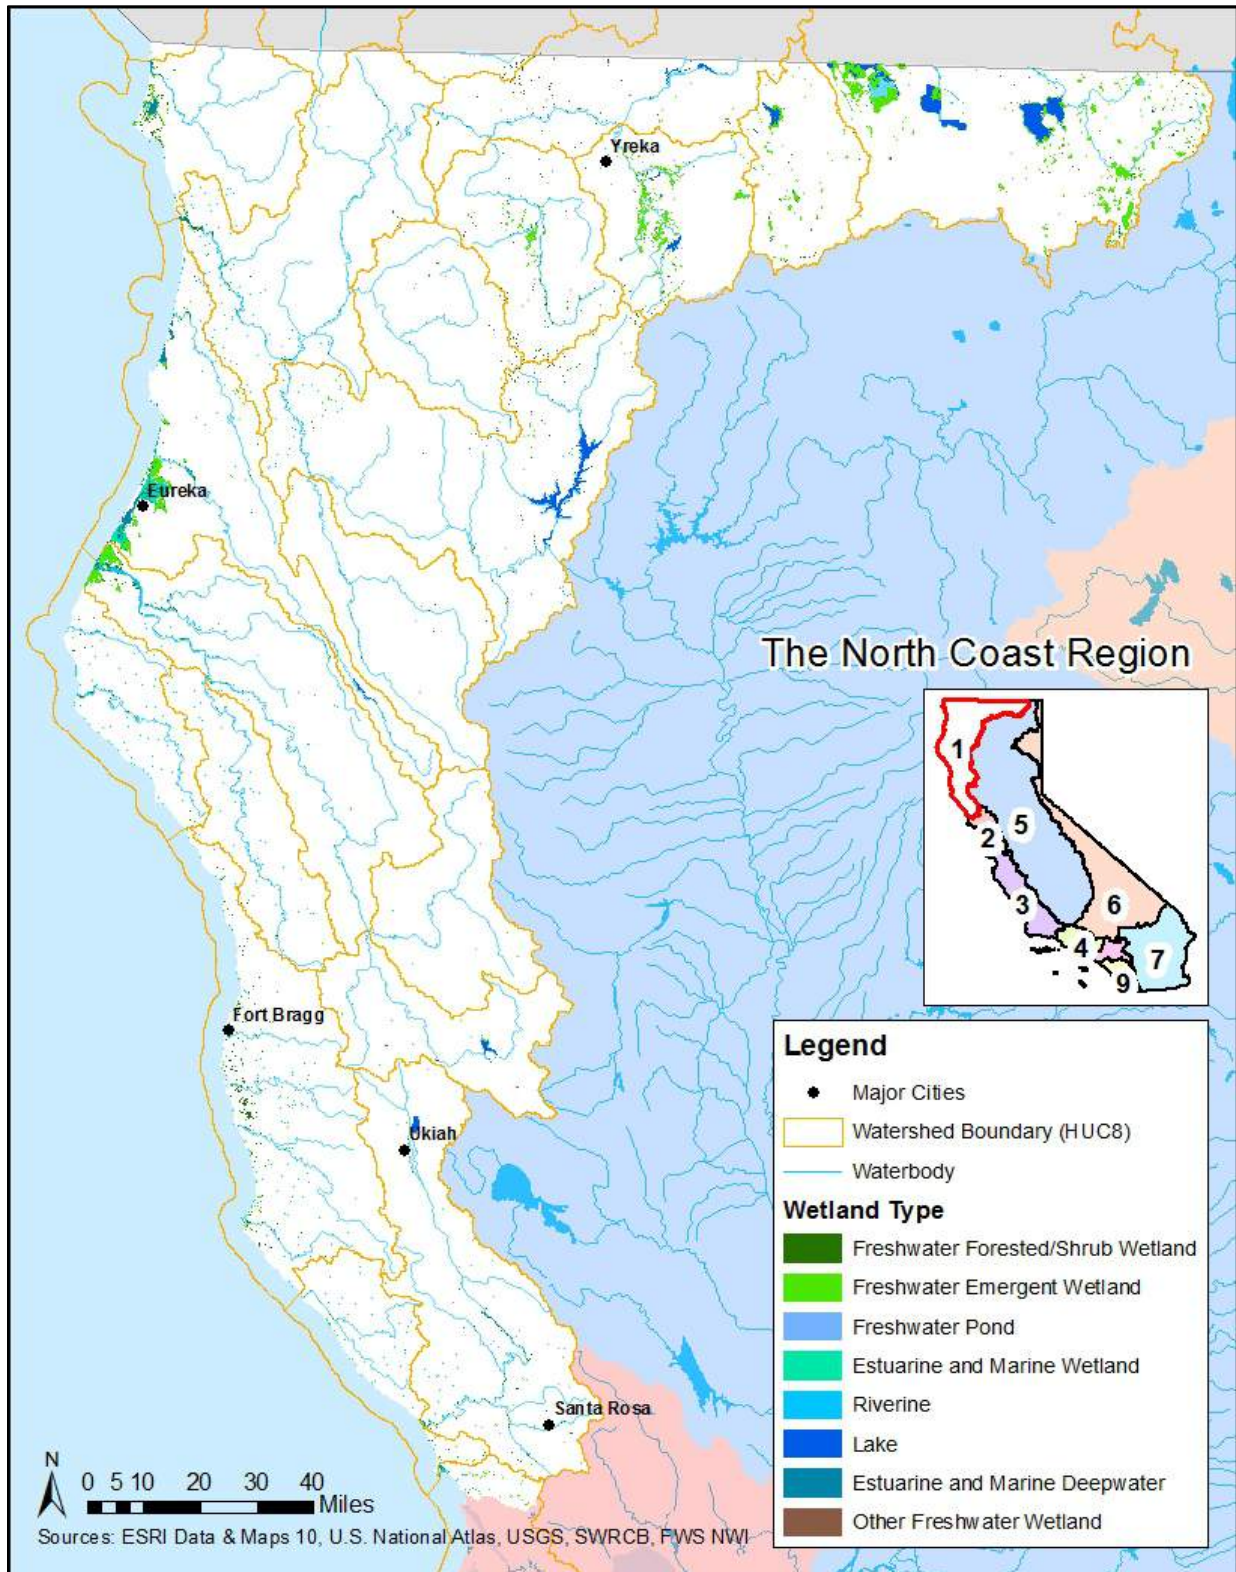 Yreka
Eureka
The North Coast Region
1
2
5
3
6
4
7
9
Fort Bragg
Ukiah
Santa Rosa
Legend
Major Cities
Watershed Boundary (HUC8)
Waterbody
Wetland Type
Freshwater Forested/Shrub Wetland
Freshwater Emergent Wetland
Freshwater Pond
Estuarine and Marine Wetland
Riverine
Lake
Estuarine and Marine Deepwater
Other Freshwater Wetland
N
0 5 10 20 30 40
Miles
Sources: ESRI Data & Maps 10, U.S. National Atlas, USGS, SWRCB, FWS NWI